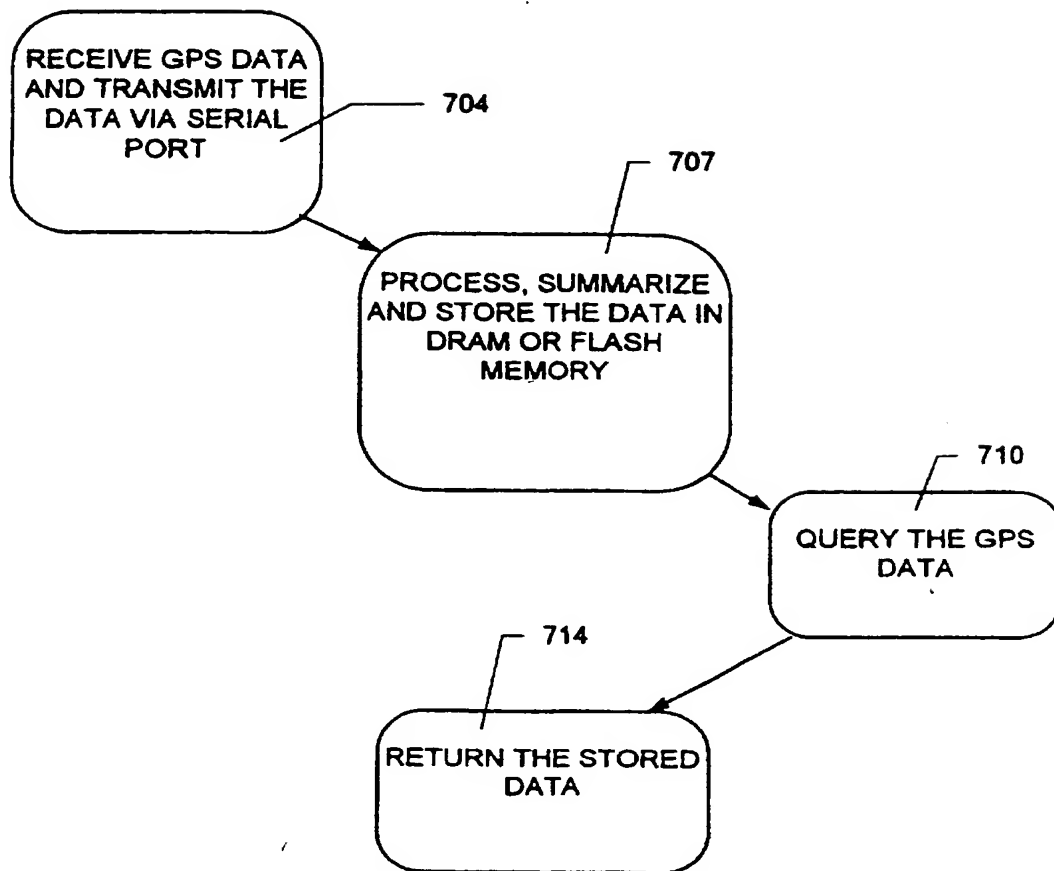 RECEIVE GPS DATA
AND TRANSMIT THE
DATA VIA SERIAL
PORT
704
707
PROCESS, SUMMARIZE
AND STORE THE DATA IN
DRAM OR FLASH
MEMORY
710
QUERY THE GPS
DATA
714
RETURN THE STORED
DATA